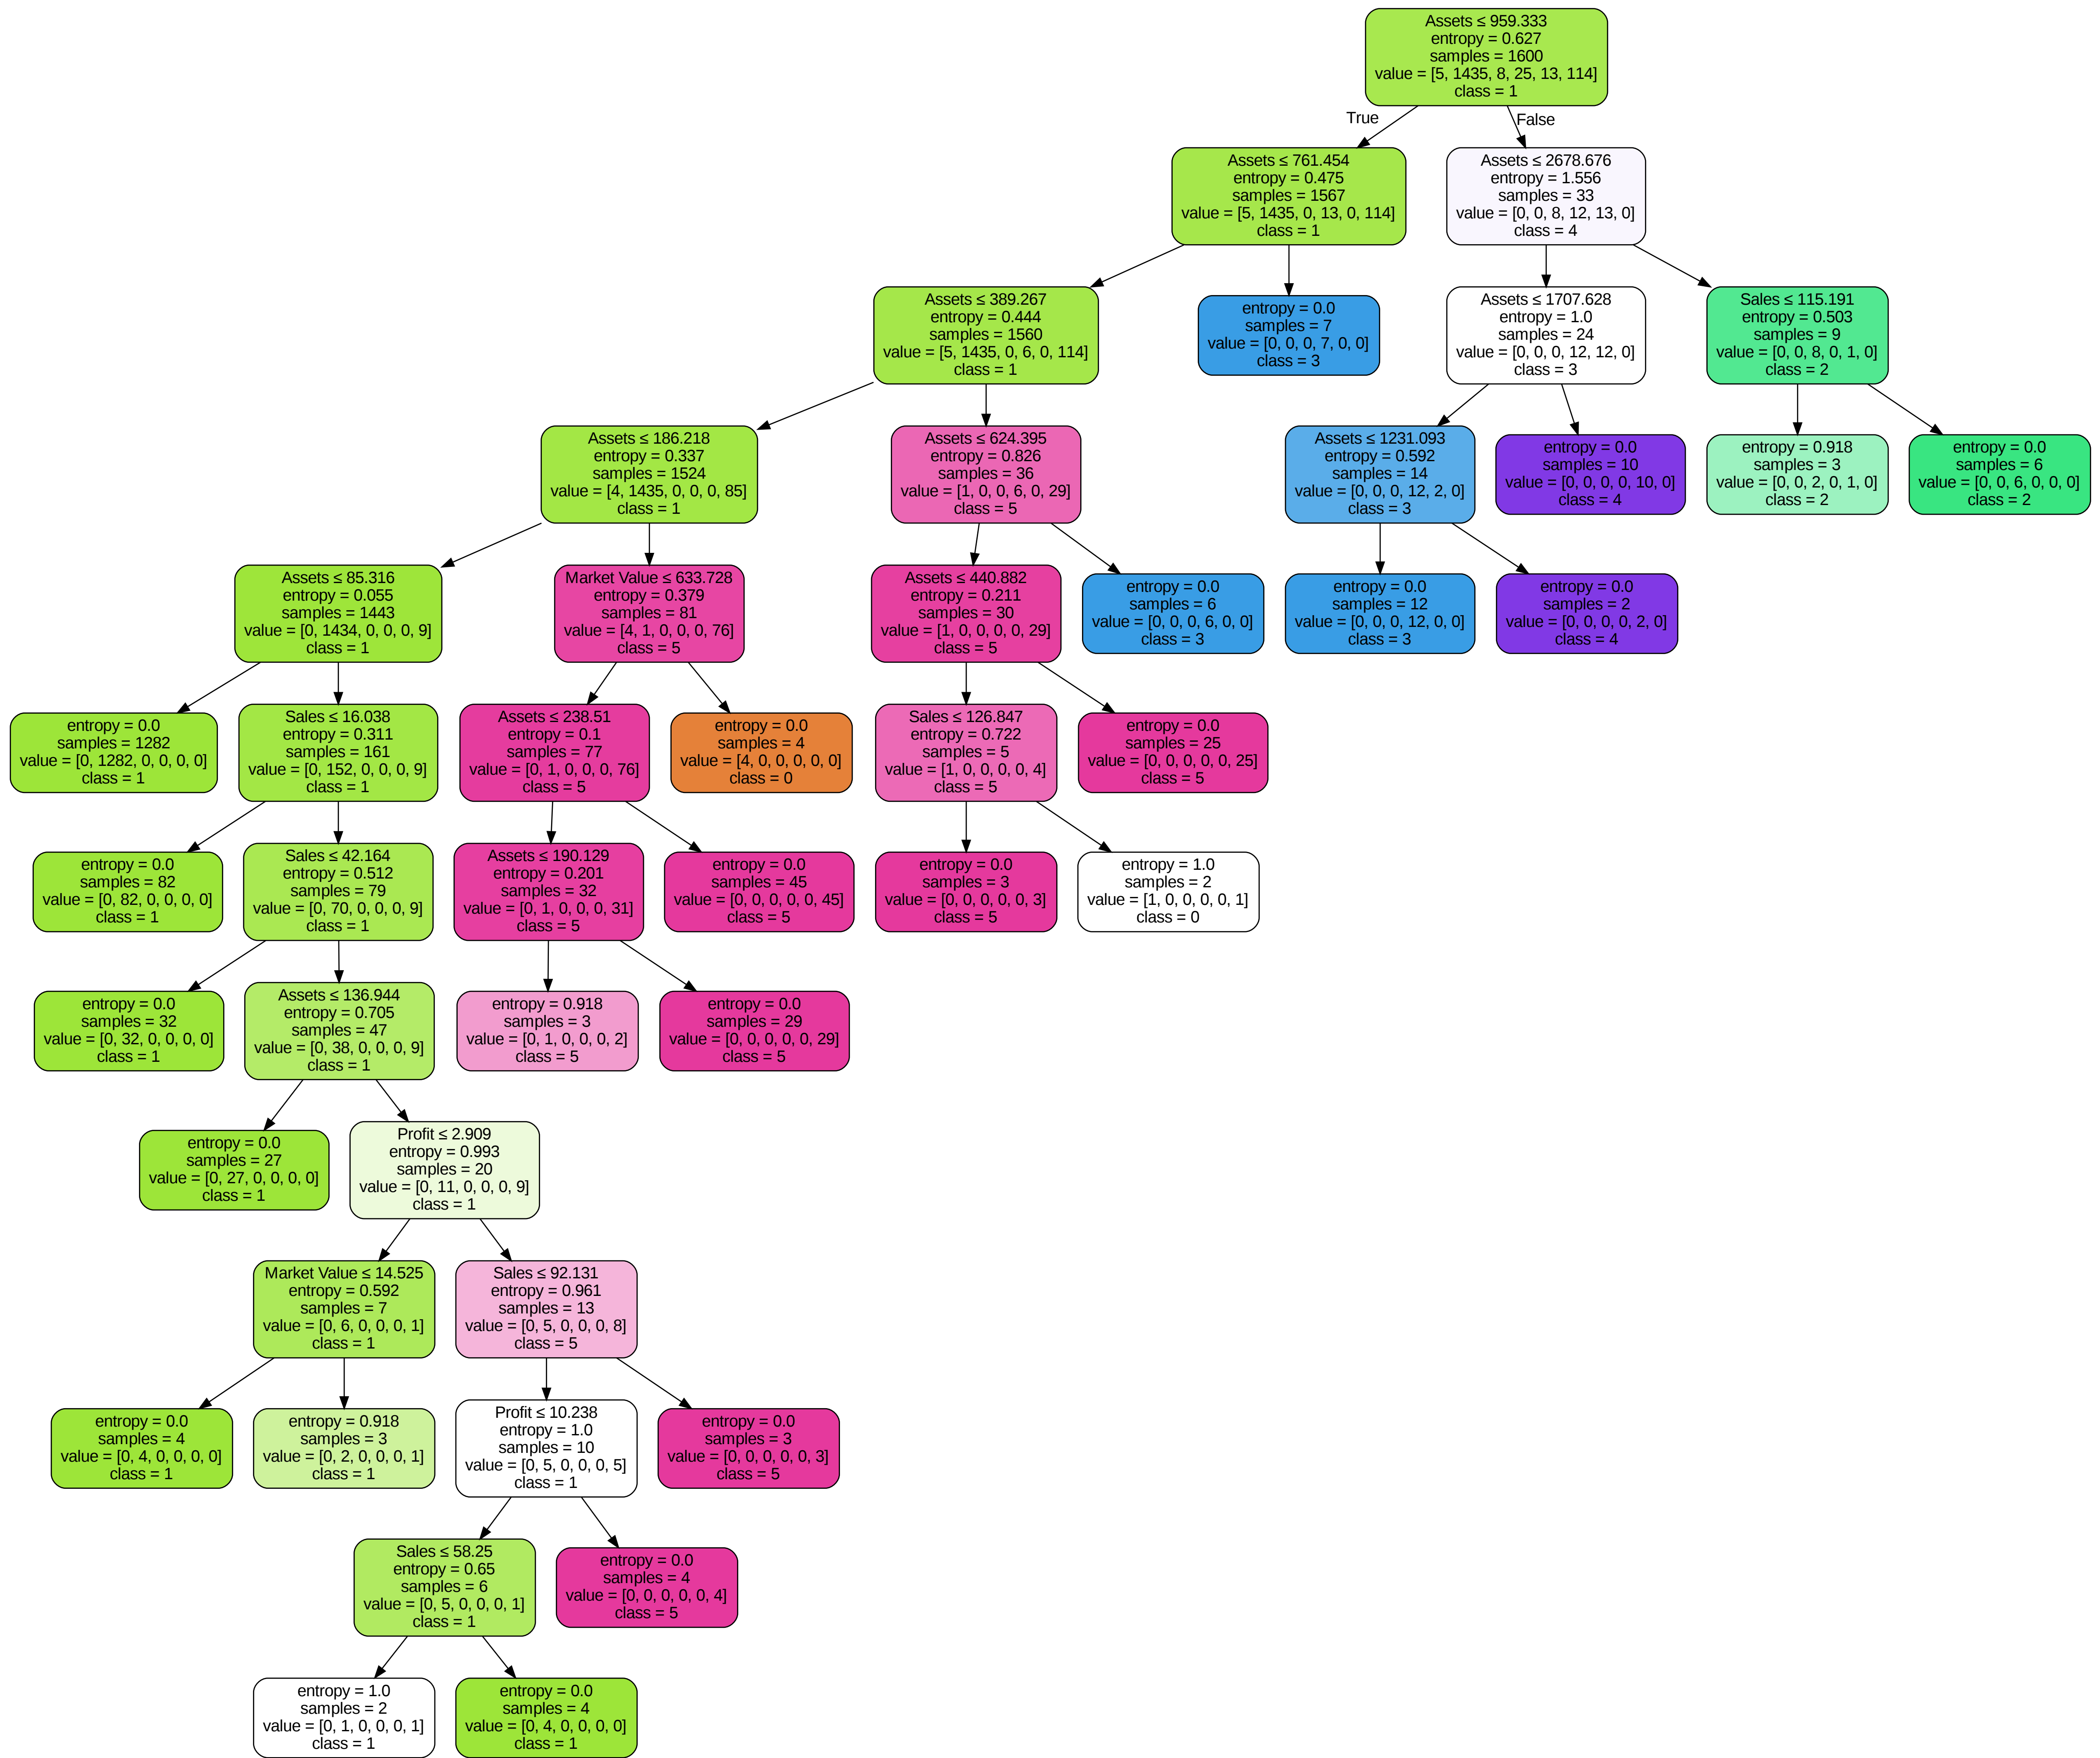 Assets ≤ 959.333
entropy = 0.627
samples = 1600
value = [5, 1435, 8, 25, 13, 114]
class = 1
True
False
Assets ≤ 761.454
entropy = 0.475
samples = 1567
value = [5, 1435, 0, 13, 0, 114]
class = 1
Assets ≤ 2678.676
entropy = 1.556
samples = 33
value = [0, 0, 8, 12, 13, 0]
class = 4
Assets ≤ 389.267
entropy = 0.444
samples = 1560
value = [5, 1435, 0, 6, 0, 114]
class = 1
entropy = 0.0
samples = 7
value = [0, 0, 0, 7, 0, 0]
class = 3
Assets ≤ 1707.628
entropy = 1.0
samples = 24
value = [0, 0, 0, 12, 12, 0]
class = 3
Sales ≤ 115.191
entropy = 0.503
samples = 9
value = [0, 0, 8, 0, 1, 0]
class = 2
Assets ≤ 186.218
entropy = 0.337
samples = 1524
value = [4, 1435, 0, 0, 0, 85]
class = 1
Assets ≤ 624.395
entropy = 0.826
samples = 36
value = [1, 0, 0, 6, 0, 29]
class = 5
Assets ≤ 1231.093
entropy = 0.592
samples = 14
value = [0, 0, 0, 12, 2, 0]
class = 3
entropy = 0.0
samples = 10
value = [0, 0, 0, 0, 10, 0]
class = 4
entropy = 0.918
samples = 3
value = [0, 0, 2, 0, 1, 0]
class = 2
entropy = 0.0
samples = 6
value = [0, 0, 6, 0, 0, 0]
class = 2
Assets ≤ 85.316
entropy = 0.055
samples = 1443
value = [0, 1434, 0, 0, 0, 9]
class = 1
Market Value ≤ 633.728
entropy = 0.379
samples = 81
value = [4, 1, 0, 0, 0, 76]
class = 5
Assets ≤ 440.882
entropy = 0.211
samples = 30
value = [1, 0, 0, 0, 0, 29]
class = 5
entropy = 0.0
samples = 6
value = [0, 0, 0, 6, 0, 0]
class = 3
entropy = 0.0
samples = 12
value = [0, 0, 0, 12, 0, 0]
class = 3
entropy = 0.0
samples = 2
value = [0, 0, 0, 0, 2, 0]
class = 4
entropy = 0.0
samples = 1282
value = [0, 1282, 0, 0, 0, 0]
class = 1
Sales ≤ 16.038
entropy = 0.311
samples = 161
value = [0, 152, 0, 0, 0, 9]
class = 1
Assets ≤ 238.51
entropy = 0.1
samples = 77
value = [0, 1, 0, 0, 0, 76]
class = 5
entropy = 0.0
samples = 4
value = [4, 0, 0, 0, 0, 0]
class = 0
Sales ≤ 126.847
entropy = 0.722
samples = 5
value = [1, 0, 0, 0, 0, 4]
class = 5
entropy = 0.0
samples = 25
value = [0, 0, 0, 0, 0, 25]
class = 5
entropy = 0.0
samples = 82
value = [0, 82, 0, 0, 0, 0]
class = 1
Sales ≤ 42.164
entropy = 0.512
samples = 79
value = [0, 70, 0, 0, 0, 9]
class = 1
Assets ≤ 190.129
entropy = 0.201
samples = 32
value = [0, 1, 0, 0, 0, 31]
class = 5
entropy = 0.0
samples = 45
value = [0, 0, 0, 0, 0, 45]
class = 5
entropy = 0.0
samples = 3
value = [0, 0, 0, 0, 0, 3]
class = 5
entropy = 1.0
samples = 2
value = [1, 0, 0, 0, 0, 1]
class = 0
entropy = 0.0
samples = 32
value = [0, 32, 0, 0, 0, 0]
class = 1
Assets ≤ 136.944
entropy = 0.705
samples = 47
value = [0, 38, 0, 0, 0, 9]
class = 1
entropy = 0.918
samples = 3
value = [0, 1, 0, 0, 0, 2]
class = 5
entropy = 0.0
samples = 29
value = [0, 0, 0, 0, 0, 29]
class = 5
entropy = 0.0
samples = 27
value = [0, 27, 0, 0, 0, 0]
class = 1
Profit ≤ 2.909
entropy = 0.993
samples = 20
value = [0, 11, 0, 0, 0, 9]
class = 1
Market Value ≤ 14.525
entropy = 0.592
samples = 7
value = [0, 6, 0, 0, 0, 1]
class = 1
Sales ≤ 92.131
entropy = 0.961
samples = 13
value = [0, 5, 0, 0, 0, 8]
class = 5
entropy = 0.0
samples = 4
value = [0, 4, 0, 0, 0, 0]
class = 1
entropy = 0.918
samples = 3
value = [0, 2, 0, 0, 0, 1]
class = 1
Profit ≤ 10.238
entropy = 1.0
samples = 10
value = [0, 5, 0, 0, 0, 5]
class = 1
entropy = 0.0
samples = 3
value = [0, 0, 0, 0, 0, 3]
class = 5
Sales ≤ 58.25
entropy = 0.65
samples = 6
value = [0, 5, 0, 0, 0, 1]
class = 1
entropy = 0.0
samples = 4
value = [0, 0, 0, 0, 0, 4]
class = 5
entropy = 1.0
samples = 2
value = [0, 1, 0, 0, 0, 1]
class = 1
entropy = 0.0
samples = 4
value = [0, 4, 0, 0, 0, 0]
class = 1